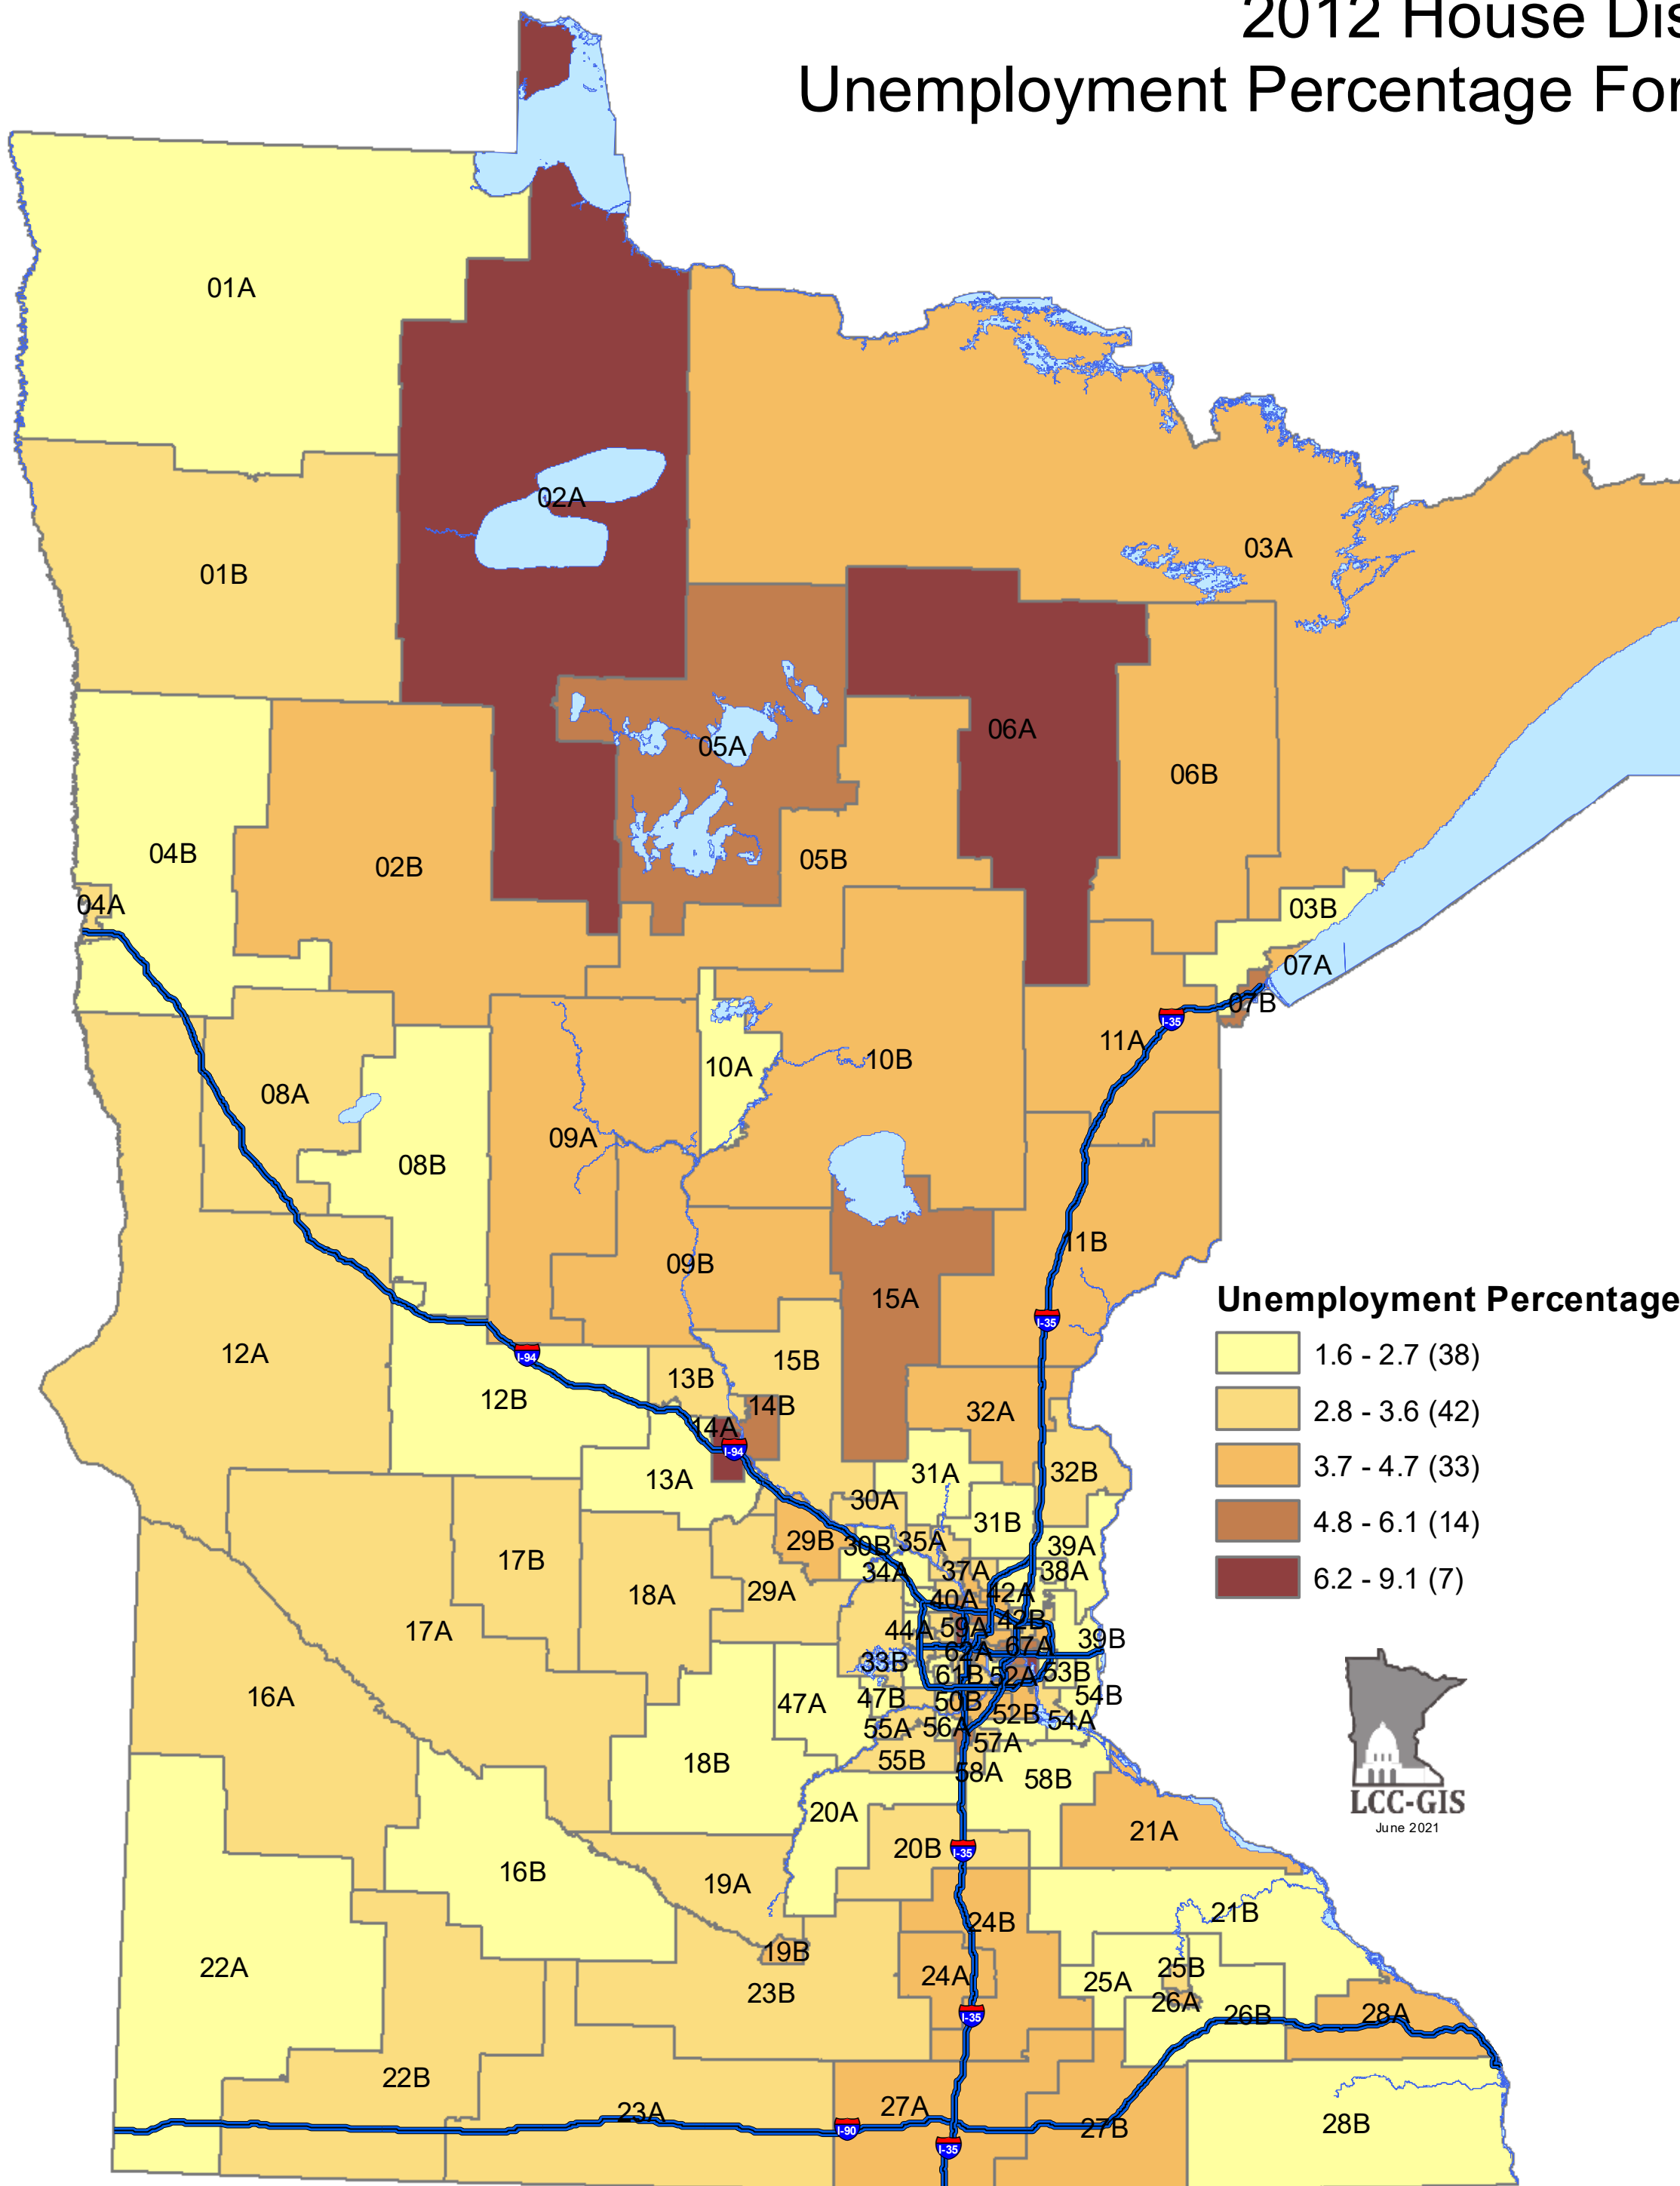 2012 House Dis
Unemployment Percentage For
01A
02A
03A
01B
05A
06A
06B
04B
02B
05B
04A
03B
07A
07B
11A
10A
10B
08A
09A
08B
11B
09B
15A
12A
15B
13B
12B
14B
14A
32A
31A
32B
13A
30A
31B
29B
30B
35A
39A
34A
37A
38A
17B
18A
29A
40A
42A
17A
44A
59A
42B
39B
33B
62A
67A
61B
52A
53B
16A
47A
47B
50B
54B
52B
54A
55A
56A
57A
18B
55B
58A
58B
20A
21A
20B
16B
19A
24B
21B
19B
22A
23B
24A
25A
25B
26A
26B
28A
22B
23A
27A
27B
28B
I-35
I-35
I-94
I-94
I-35
I-35
I-90
I-35
Unemployment Percentage
1.6 - 2.7 (38)
2.8 - 3.6 (42)
3.7 - 4.7 (33)
4.8 - 6.1 (14)
6.2 - 9.1 (7)
LCC-GIS
June 2021